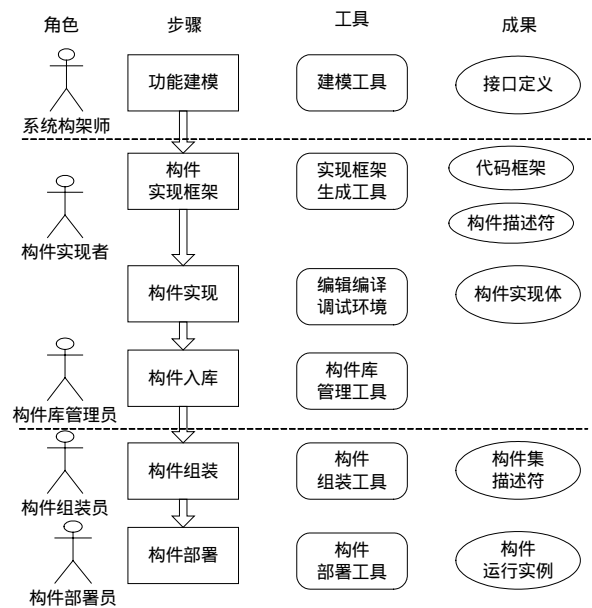 角色
步骤
工具
成果
系统构架师
功能建模
建模工具
接口定义
构件实现者
构件
实现框架
实现框架
生成工具
代码框架
构件描述符
构件实现
编辑编译
调试环境
构件实现体
构件库管理员
构件入库
构件库
管理工具
构件组装员
构件组装
构件
组装工具
构件集
描述符
构件部署员
构件部署
构件
部署工具
构件
运行实例